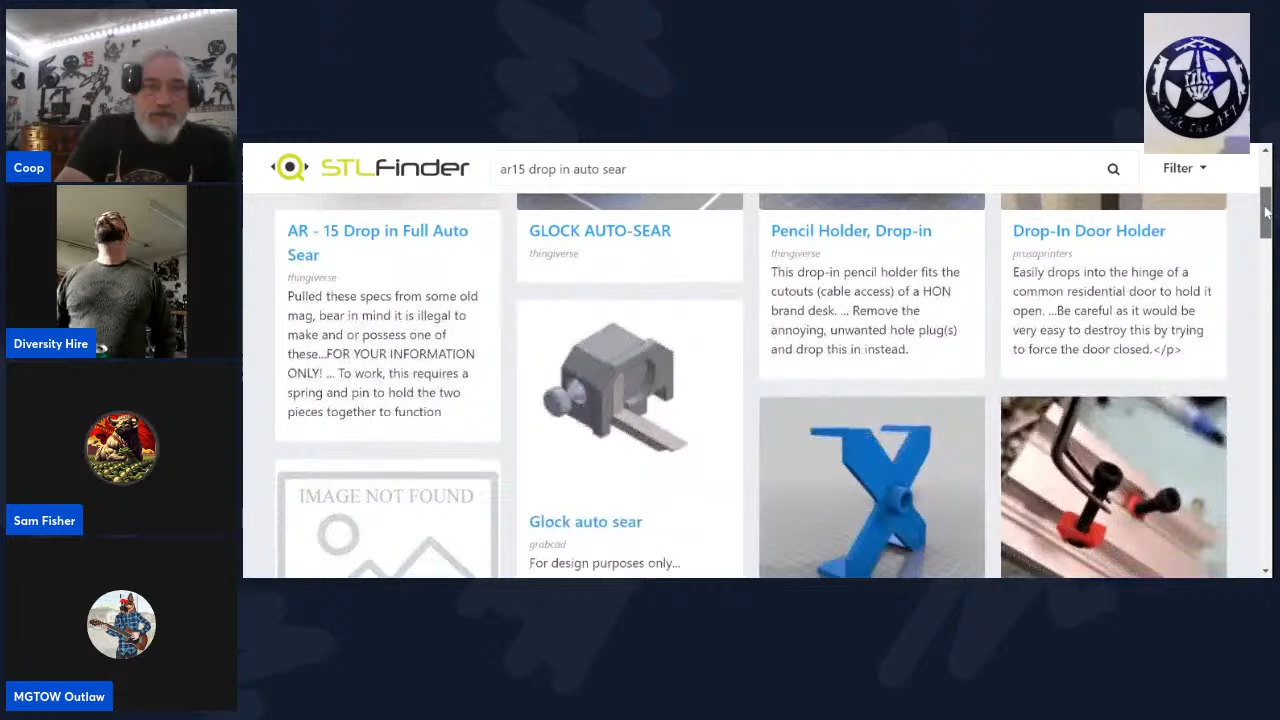 Coop
Diversity Hire
Sam Fisher
MGTOW Outlaw
STLFinder
ar15 drop in auto sear
Filter
AR - 15 Drop in Full Auto
Sear
thingiverse
Pulled these specs from some old
mag, bear in mind it is illegal to
make and or possess one of
these...FOR YOUR INFORMATION
ONLY! ... To work, this requires a
spring and pin to hold the two
pieces together to function
IMAGE NOT FOUND
GLOCK AUTO-SEAR
thingiverse
Glock auto sear
grabcad
For design purposes only...
Pencil Holder, Drop-in
thingiverse
This drop-in pencil holder fits the
cutouts (cable access) of a HON
brand desk. ... Remove the
annoying, unwanted hole plug(s)
and drop this in instead.
Drop-In Door Holder
prusaprinters
Easily drops into the hinge of a
common residential door to hold it
open. ...Be careful as it would be
very easy to destroy this by trying
to force the door closed.</p>